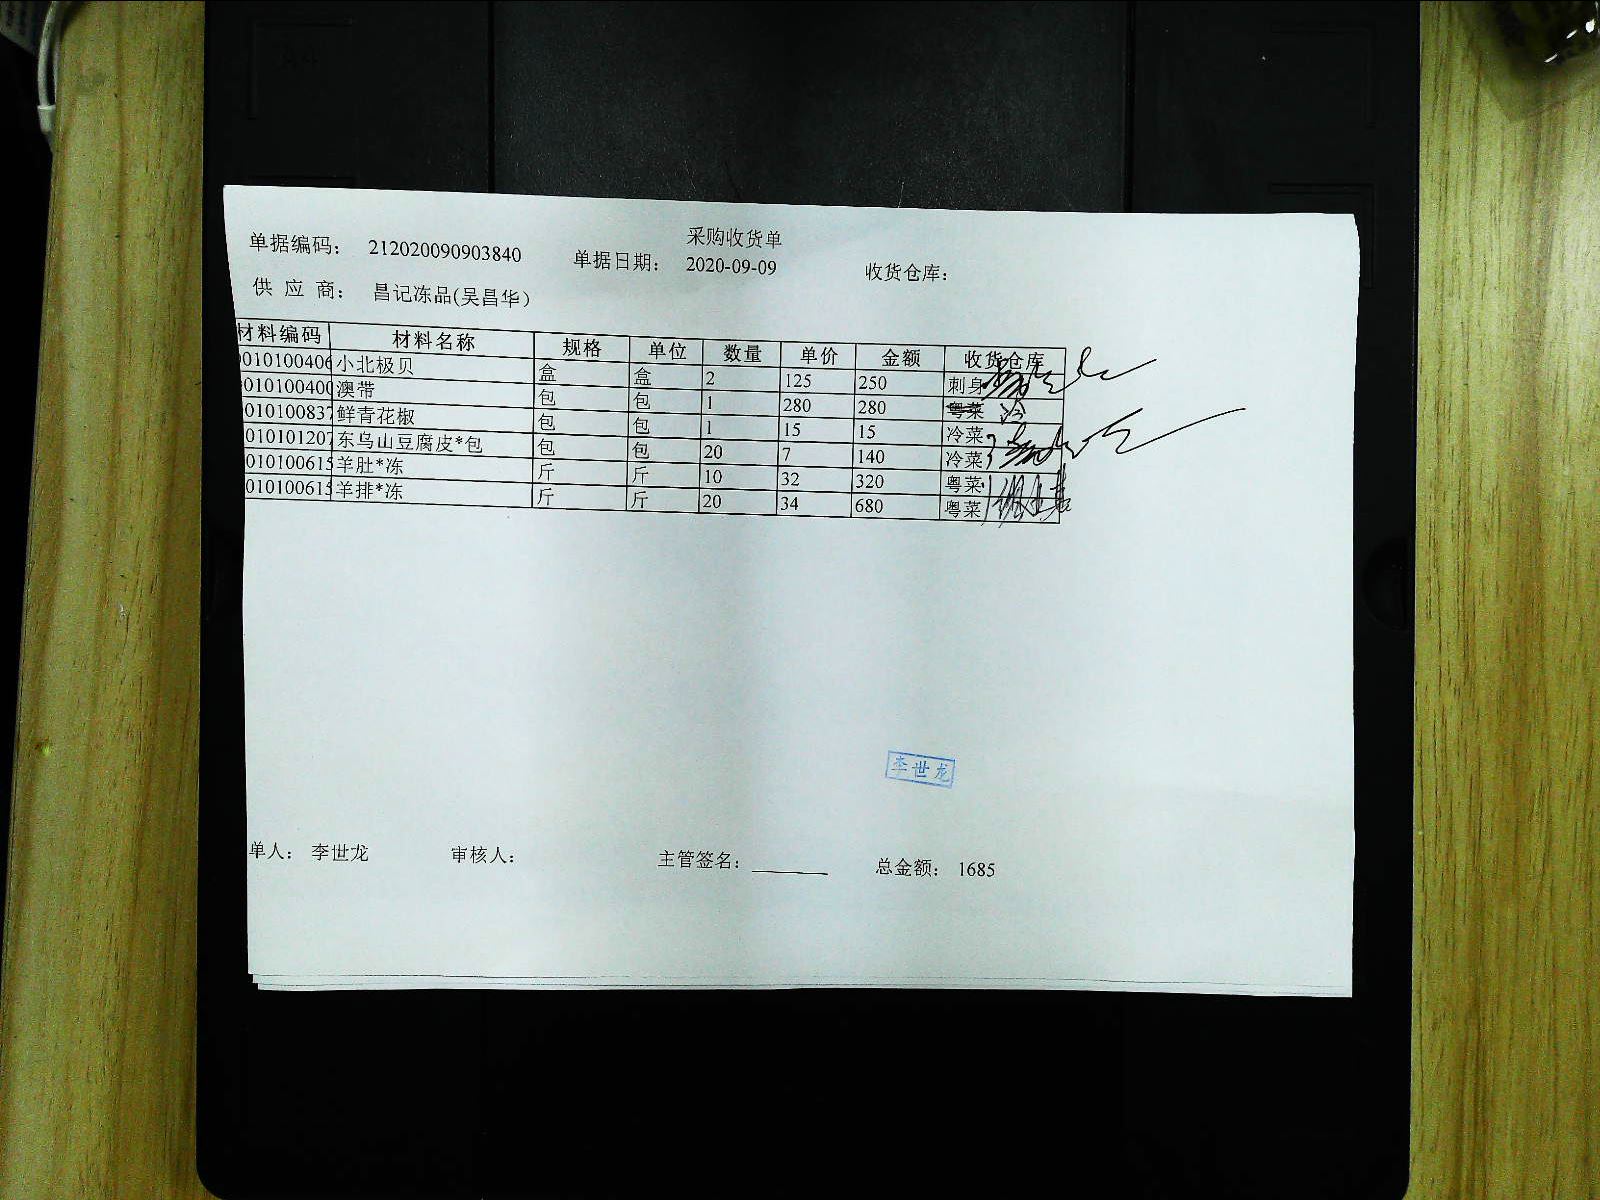 采购收货单
单据编码： 212020090903840 单据日期： 2020-09-09 收货仓库：
供 应 商： 昌记冻品(吴昌华)
材料编码 材料名称 规格 单位 数量 单价 金额 收货仓库
010100406 小北极贝 盒 盒 2 125 250 刺身
010100400 澳带 包 包 1 280 280 粤菜 冷
010100837 鲜青花椒 包 包 1 15 15 冷菜
010101207 东乌山豆腐皮*包 包 包 20 7 140 冷菜
010100615 羊肚*冻 斤 斤 10 32 320 粤菜
010100615 羊排*冻 斤 斤 20 34 680 粤菜
李世龙
单人： 李世龙 审核人： 主管签名： 总金额： 1685